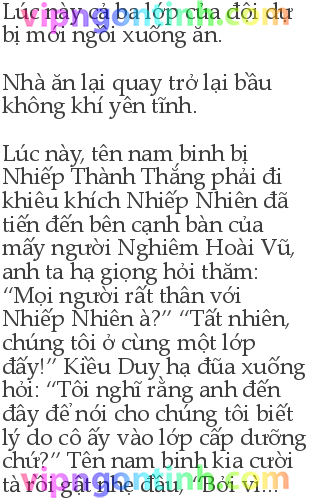 Lúc này cả ba lớp của đội dự
bị mới ngồi xuống ăn.
Nhà ăn lại quay trở lại bầu
không khí yên tĩnh.
Lúc này, tên nam binh bị
Nhiếp Thành Thắng phải đi
khiêu khích Nhiếp Nhiên đã
tiến đến bên cạnh bàn của
mấy người Nghiêm Hoài Vũ,
anh ta hạ giọng hỏi thăm:
“Mọi người rất thân với
Nhiếp Nhiên à?” “Tất nhiên,
chúng tôi ở cùng một lớp
đấy!” Kiều Duy hạ đũa xuống
hỏi: “Tôi nghĩ rằng anh đến
đây để nói cho chúng tôi biết
lý do cô ấy vào lớp cấp dưỡng
chứ?” Tên nam binh kia cười
tà rồi gật nhẹ đầu, “Bởi vì...
vipngontinh.com
vipngontinh.com